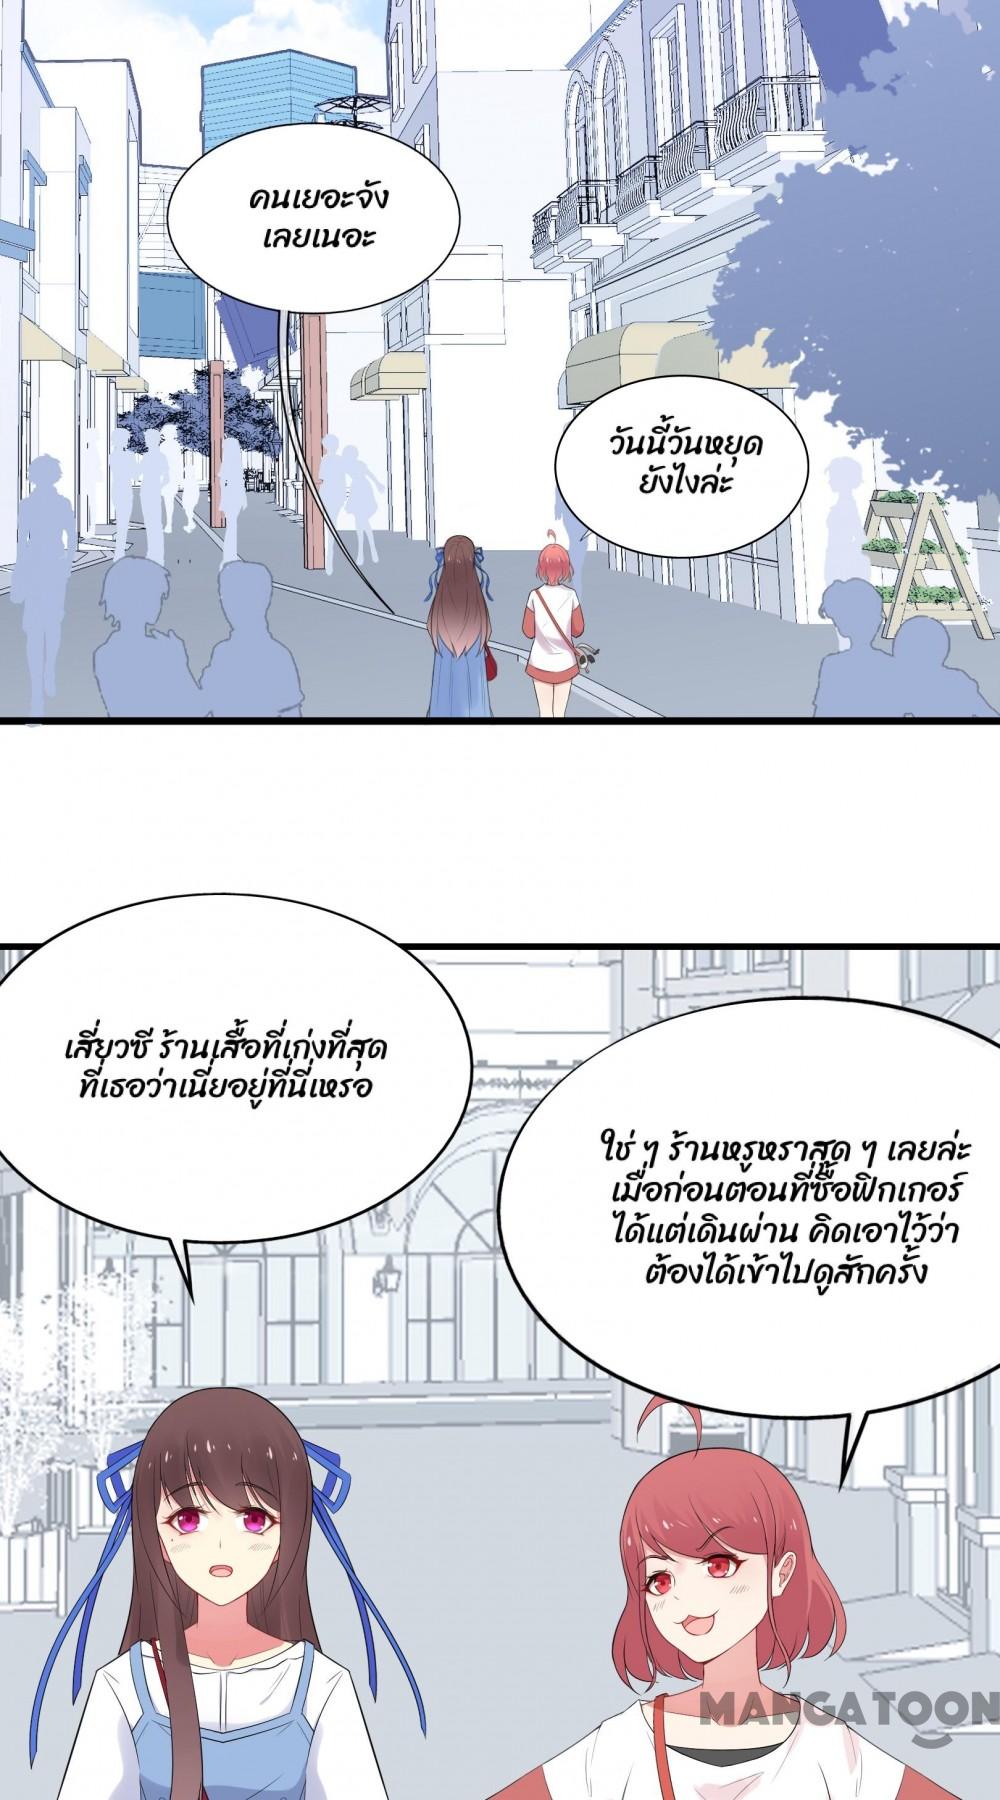 คนเยอะจัง
เลยเนอะ
วันนี้วันหยุด
ยังไงล่ะ
เสี่ยวซี ร้านเสื้อที่เก่งที่สุด
ที่เธอว่าเนี่ยอยู่ที่นี่เหรอ
ใช่ ๆ ร้านหรูหราสุด ๆ เลยล่ะ
เมื่อก่อนตอนที่ซื้อฟิกเกอร์
ได้แต่เดินผ่าน คิดเอาไว้ว่า
ต้องได้เข้าไปดูสักครั้ง
MANGATOON